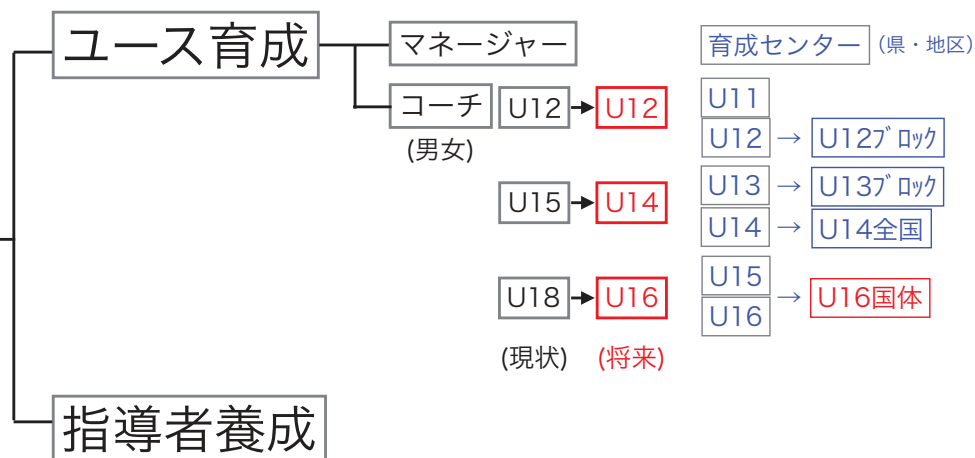 ユース育成
マネージャー
育成センター (県・地区)
コーチ U12 → U12
(男女)
U11
U12 → U12ﾌﾞﾛｯｸ
U15 → U14
U13 → U13ﾌﾞﾛｯｸ
U14 → U14全国
U18 → U16
U15
U16
→ U16国体
(現状) (将来)
指導者養成